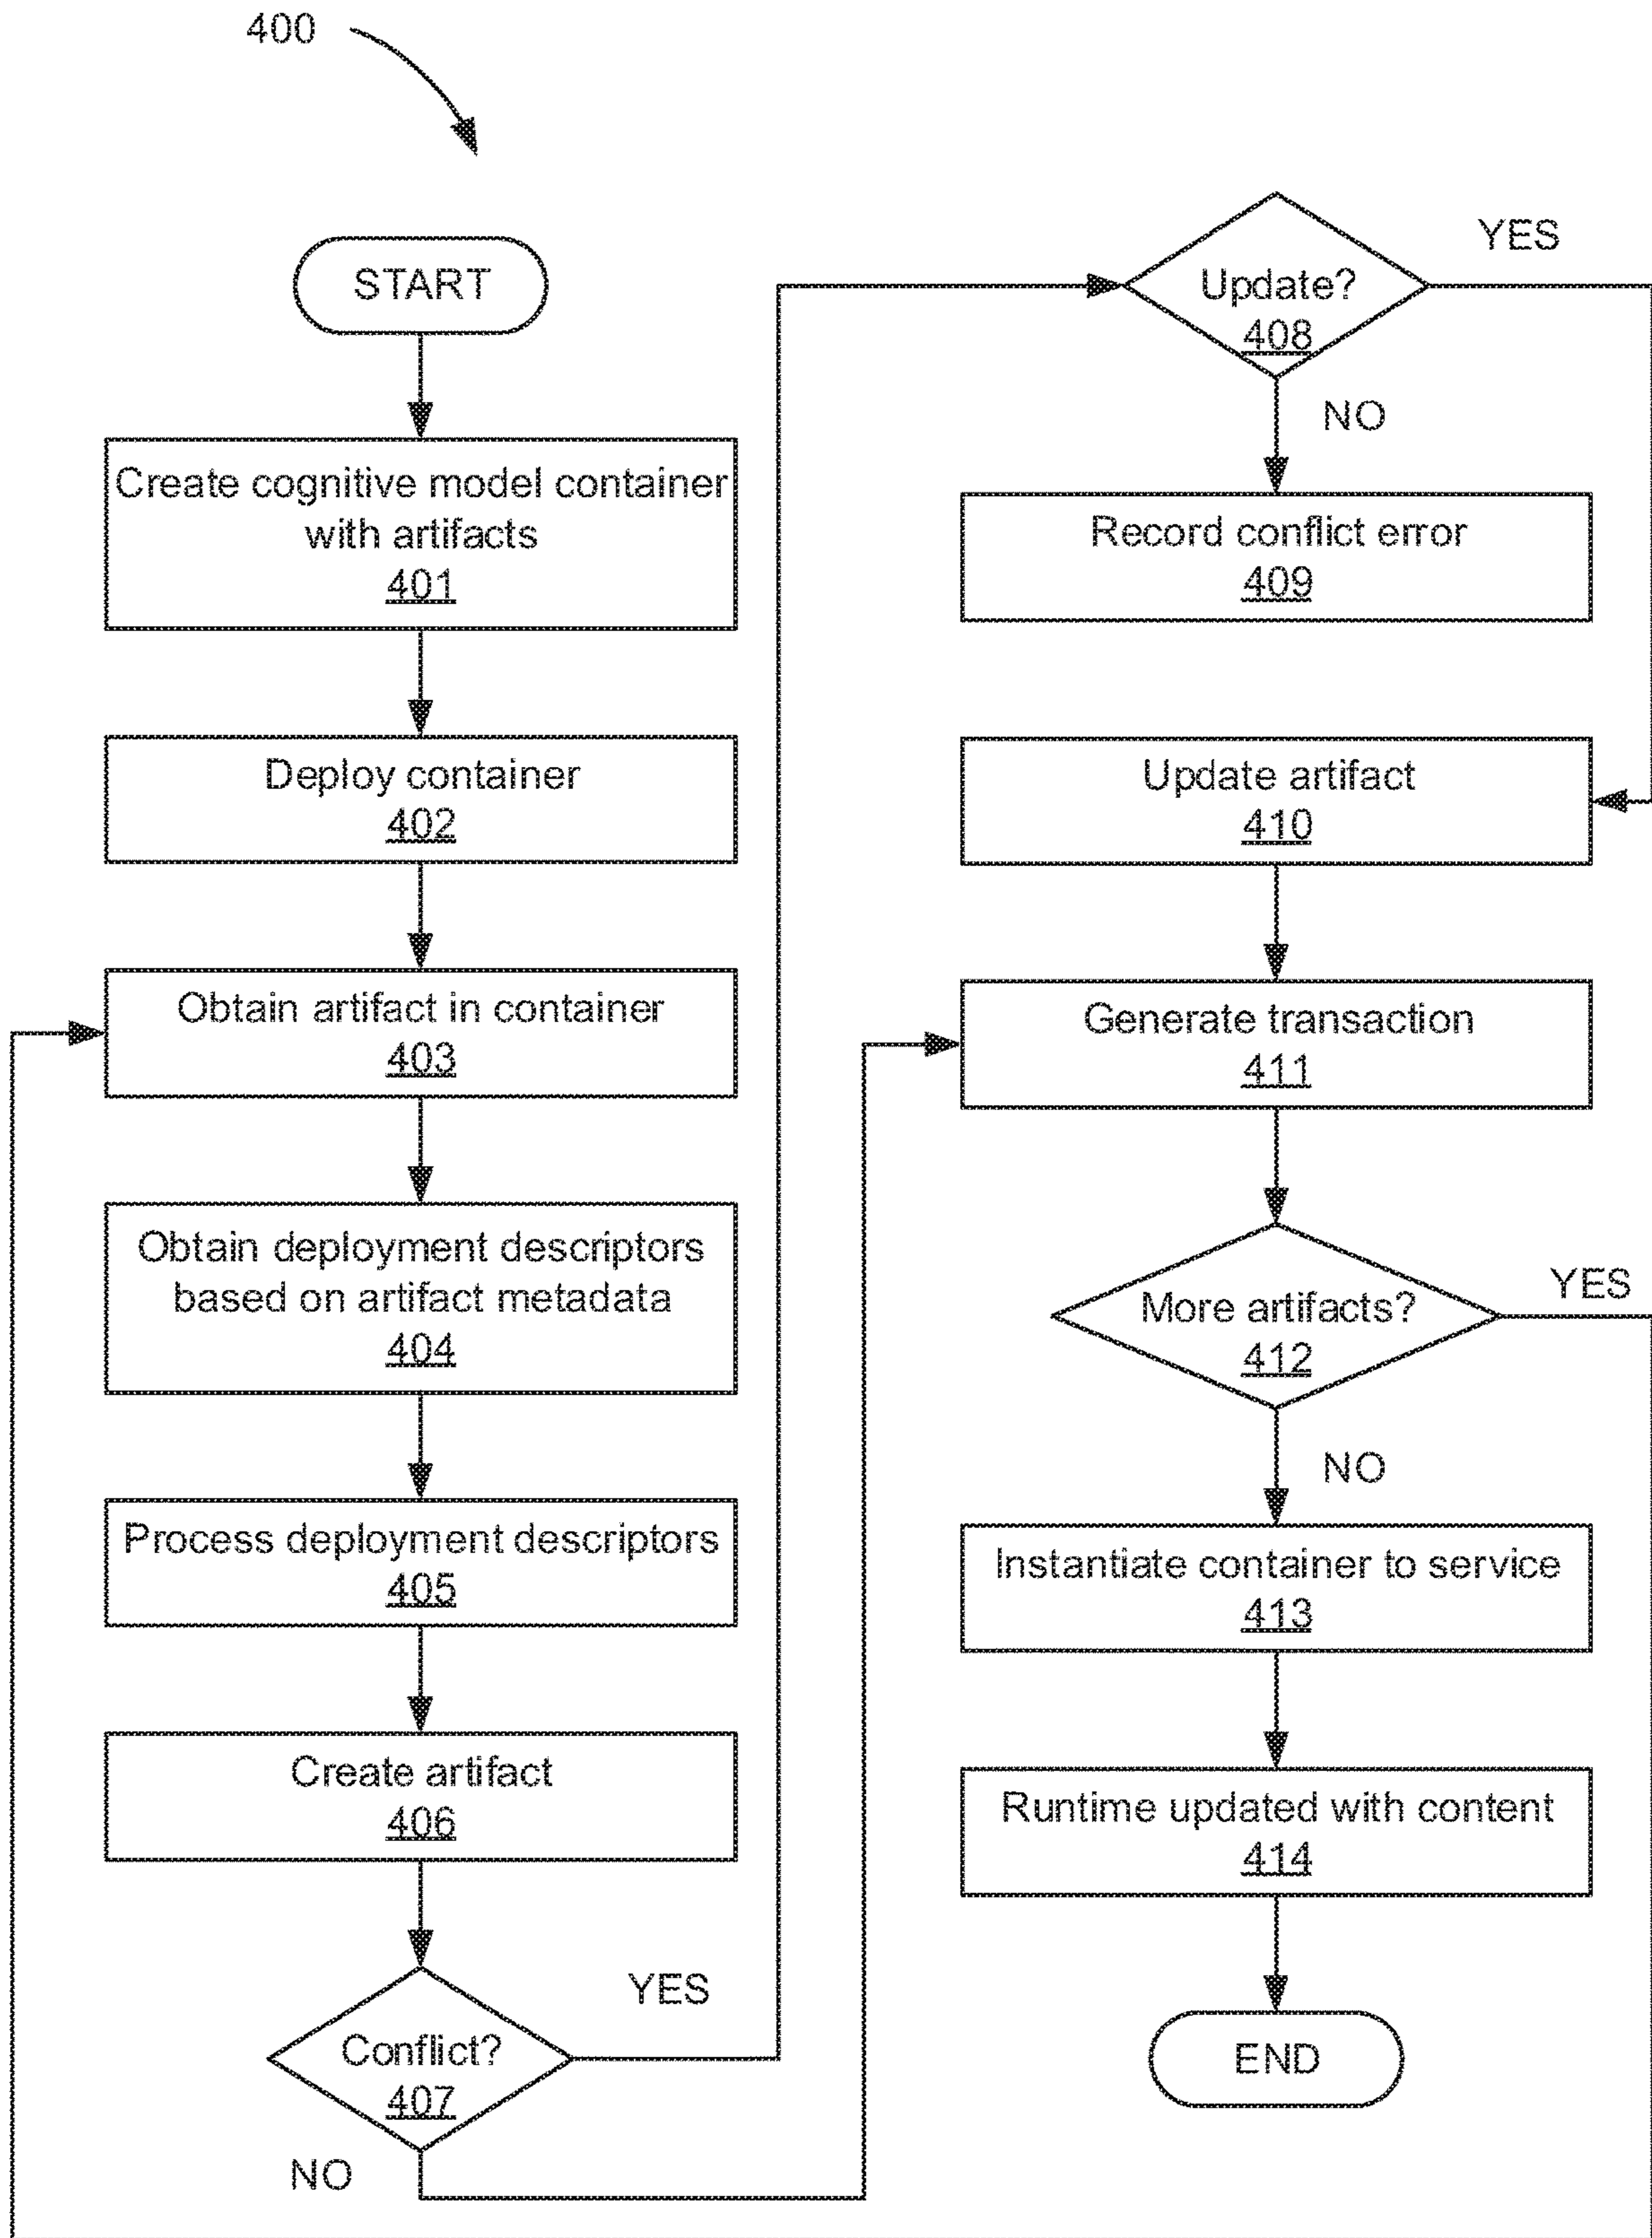 400
START
Create cognitive model container
with artifacts
401
Deploy container
402
Obtain artifact in container
403
Obtain deployment descriptors
based on artifact metadata
404
Process deployment descriptors
405
Create artifact
406
Conflict?
407
YES
NO
Update?
408
YES
NO
Record conflict error
409
Update artifact
410
Generate transaction
411
More artifacts?
412
YES
NO
Instantiate container to service
413
Runtime updated with content
414
END